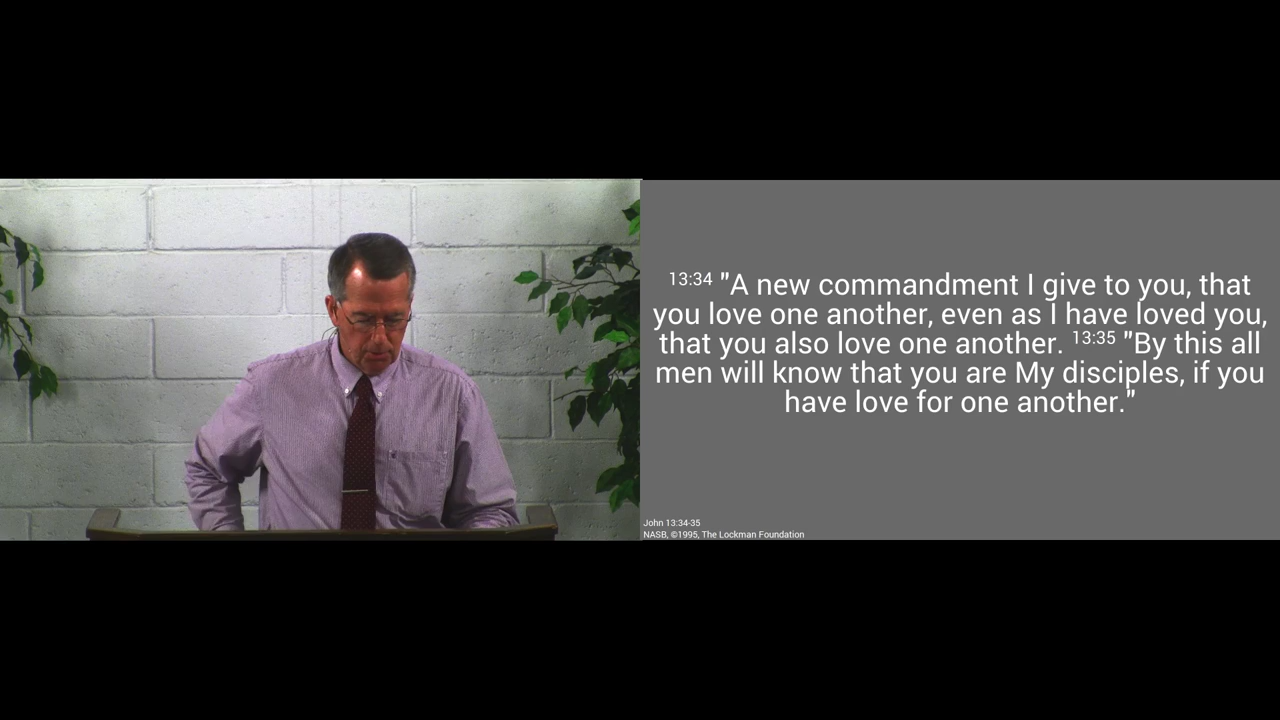 13:34 "A new commandment I give to you, that
you love one another, even as I have loved you,
that you also love one another. 13:35 "By this all
men will know that you are My disciples, if you
have love for one another."
John 13:34-35
NASB, ©1995, The Lockman Foundation